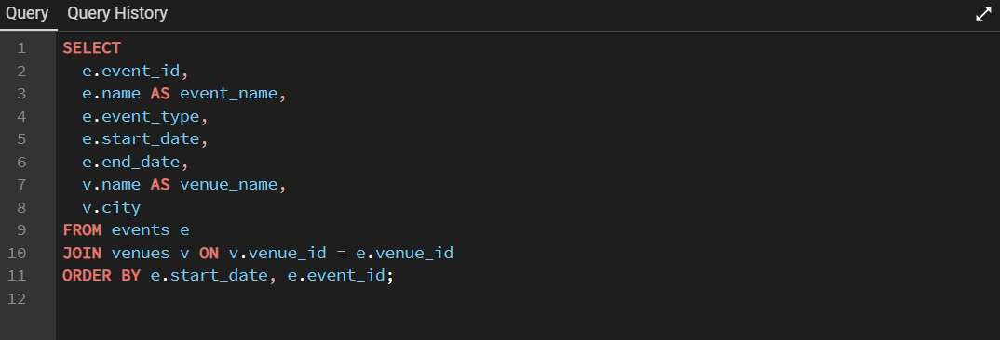 Query Query History
1 SELECT
2   e.event_id,
3   e.name AS event_name,
4   e.event_type,
5   e.start_date,
6   e.end_date,
7   v.name AS venue_name,
8   v.city
9 FROM events e
10 JOIN venues v ON v.venue_id = e.venue_id
11 ORDER BY e.start_date, e.event_id;
12